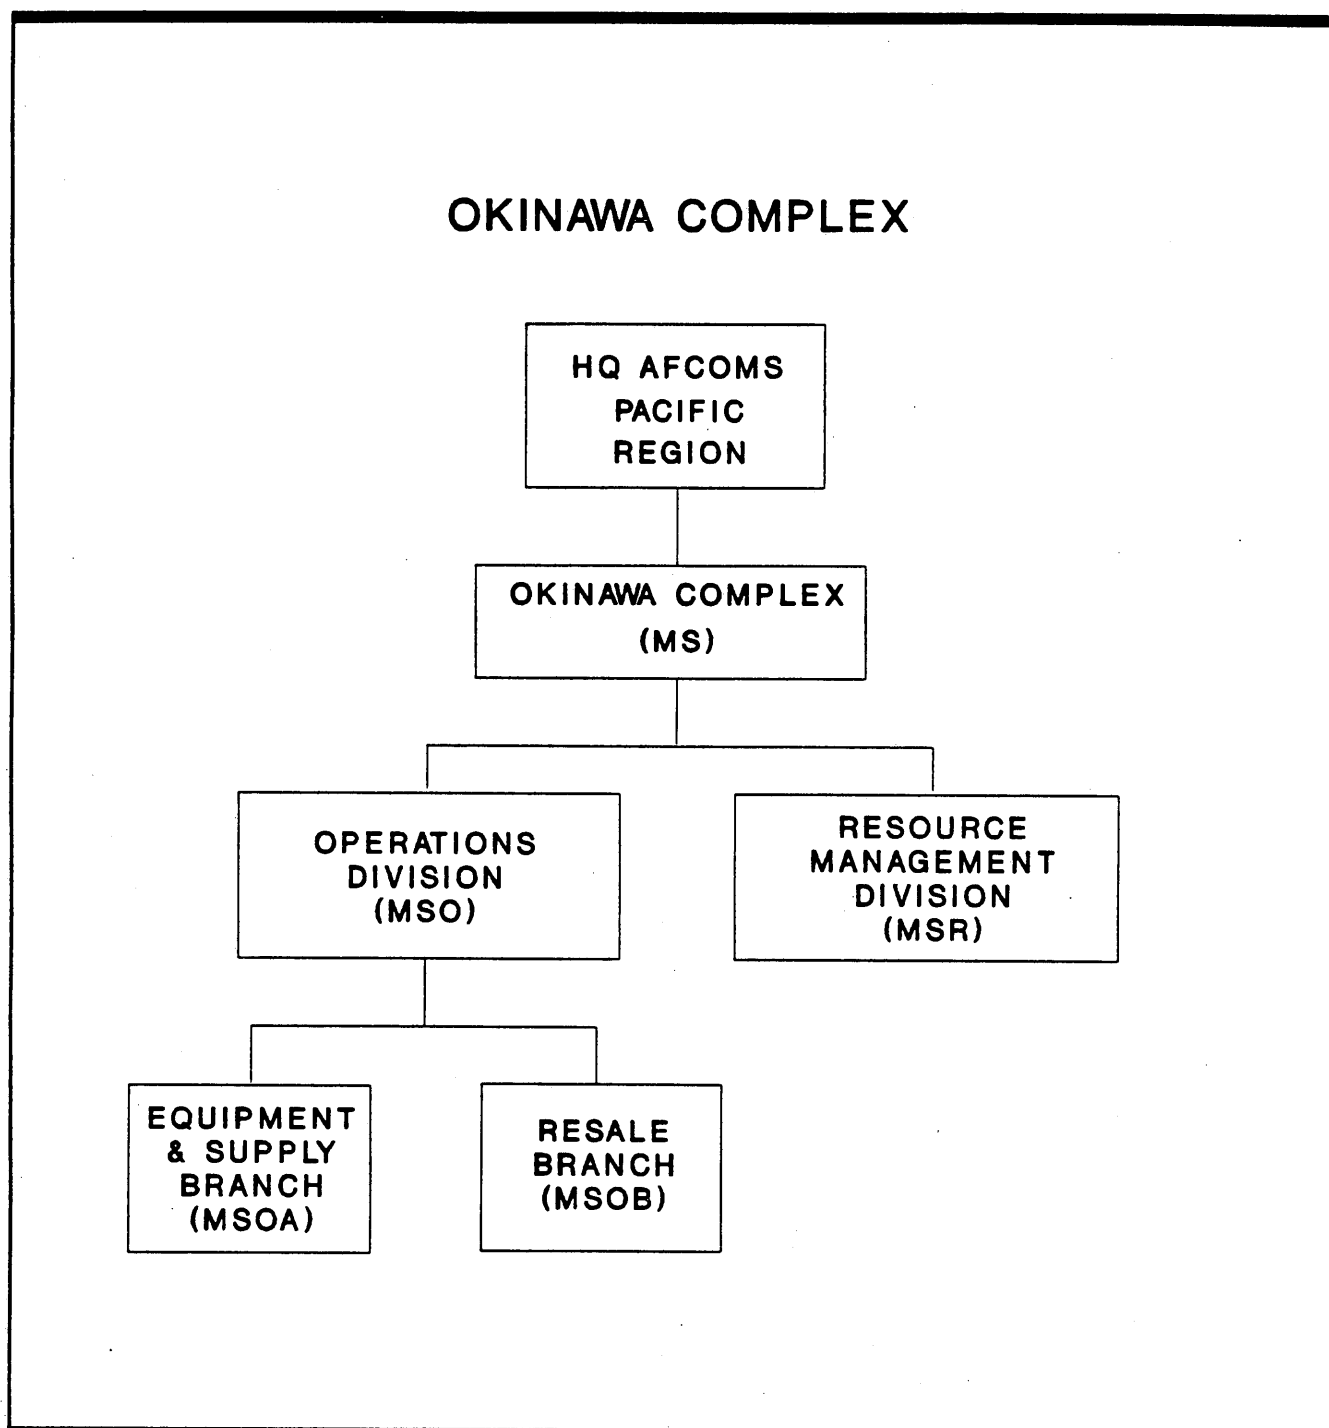 OKINAWA COMPLEX
HQ AFCOMS
PACIFIC
REGION
OKINAWA COMPLEX
(MS)
OPERATIONS
DIVISION
(MSO)
RESOURCE
MANAGEMENT
DIVISION
(MSR)
EQUIPMENT
& SUPPLY
BRANCH
(MSOA)
RESALE
BRANCH
(MSOB)